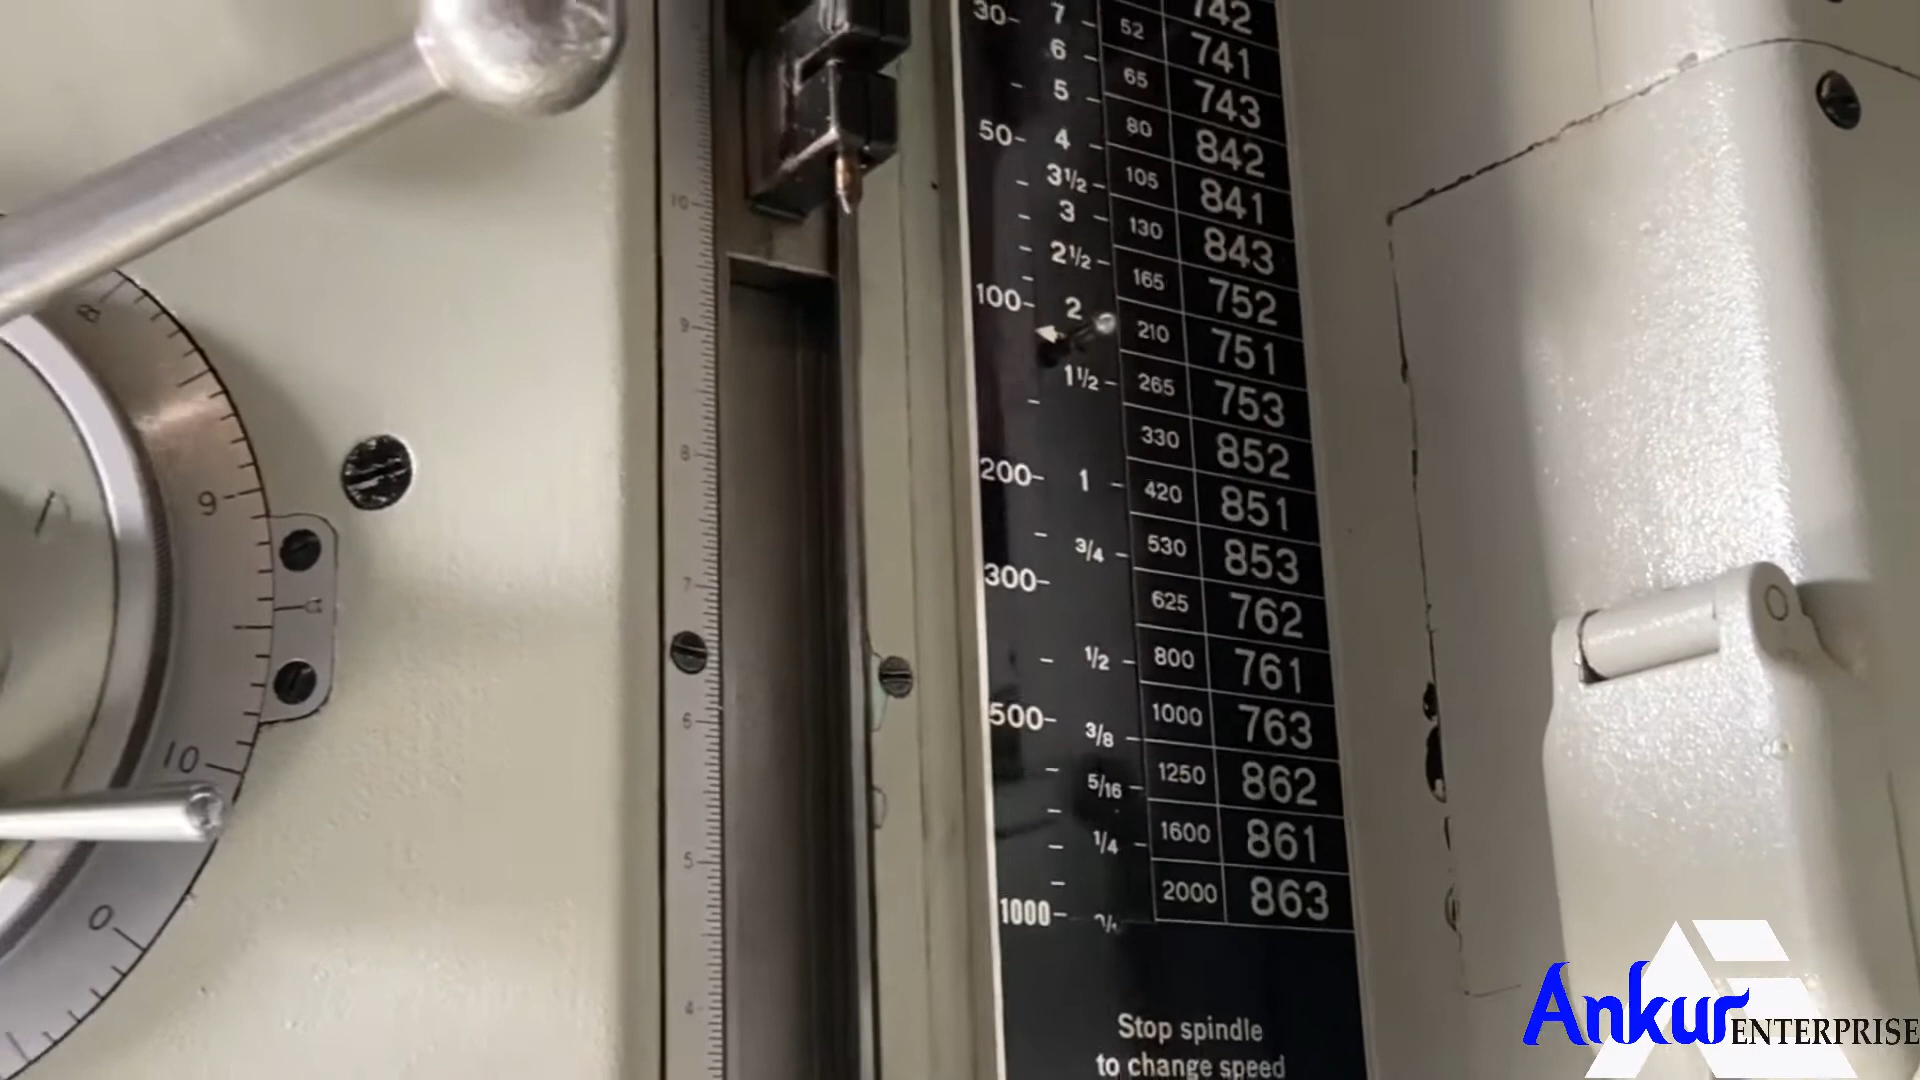 8
9
10
0
10
9
8
7
6
5
4
30- 7 - 52 742
6 - 65 741
- 5 - 80 743
50- 4 - 105 842
- 3½ - 130 841
- 3 - 165 843
- 2½ - 210 752
100- 2 265 751
1½ - 330 753
200- 1 - 420 852
- 3/4 - 530 851
300- 625 853
- 1/2 - 800 762
500- 3/8 - 1000 761
- 5/16 - 1250 763
- 1/4 - 1600 862
1000- 2000 861
863
Stop spindle
to change speed
Ankur ENTERPRISE